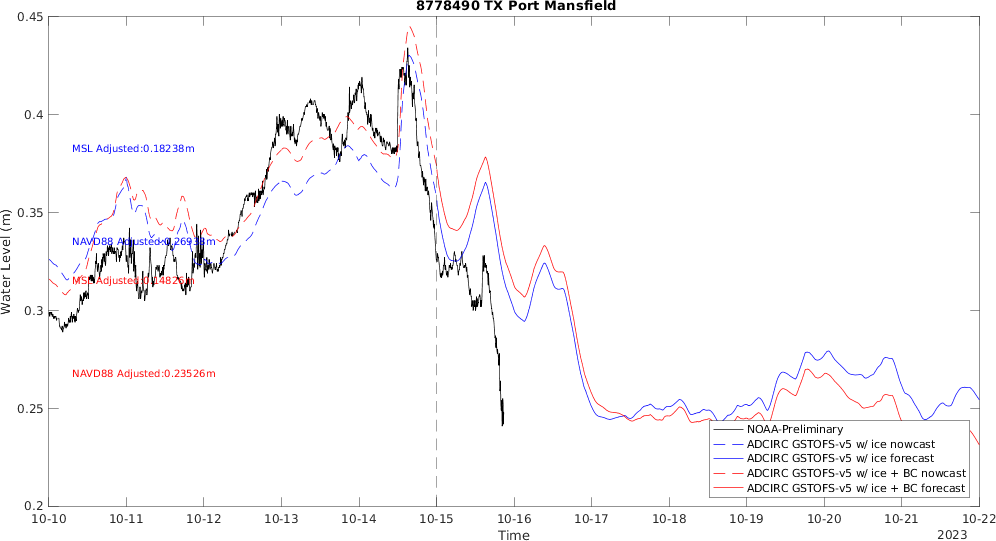 8778490 TX Port Mansfield
Water Level (m)
0.45
0.4
0.35
0.3
0.25
0.2
MSL Adjusted:0.18238m
NAVD88 Adjusted:
MSL Adjusted:
NAVD88 Adjusted:0.23526m
NOAA-Preliminary
ADCIRC GSTOFS-v5 w/ ice nowcast
ADCIRC GSTOFS-v5 w/ ice forecast
ADCIRC GSTOFS-v5 w/ ice + BC nowcast
ADCIRC GSTOFS-v5 w/ ice + BC forecast
10-10 10-11 10-12 10-13 10-14 10-15 10-16 10-17 10-18 10-19 10-20 10-21 10-22
Time
2023